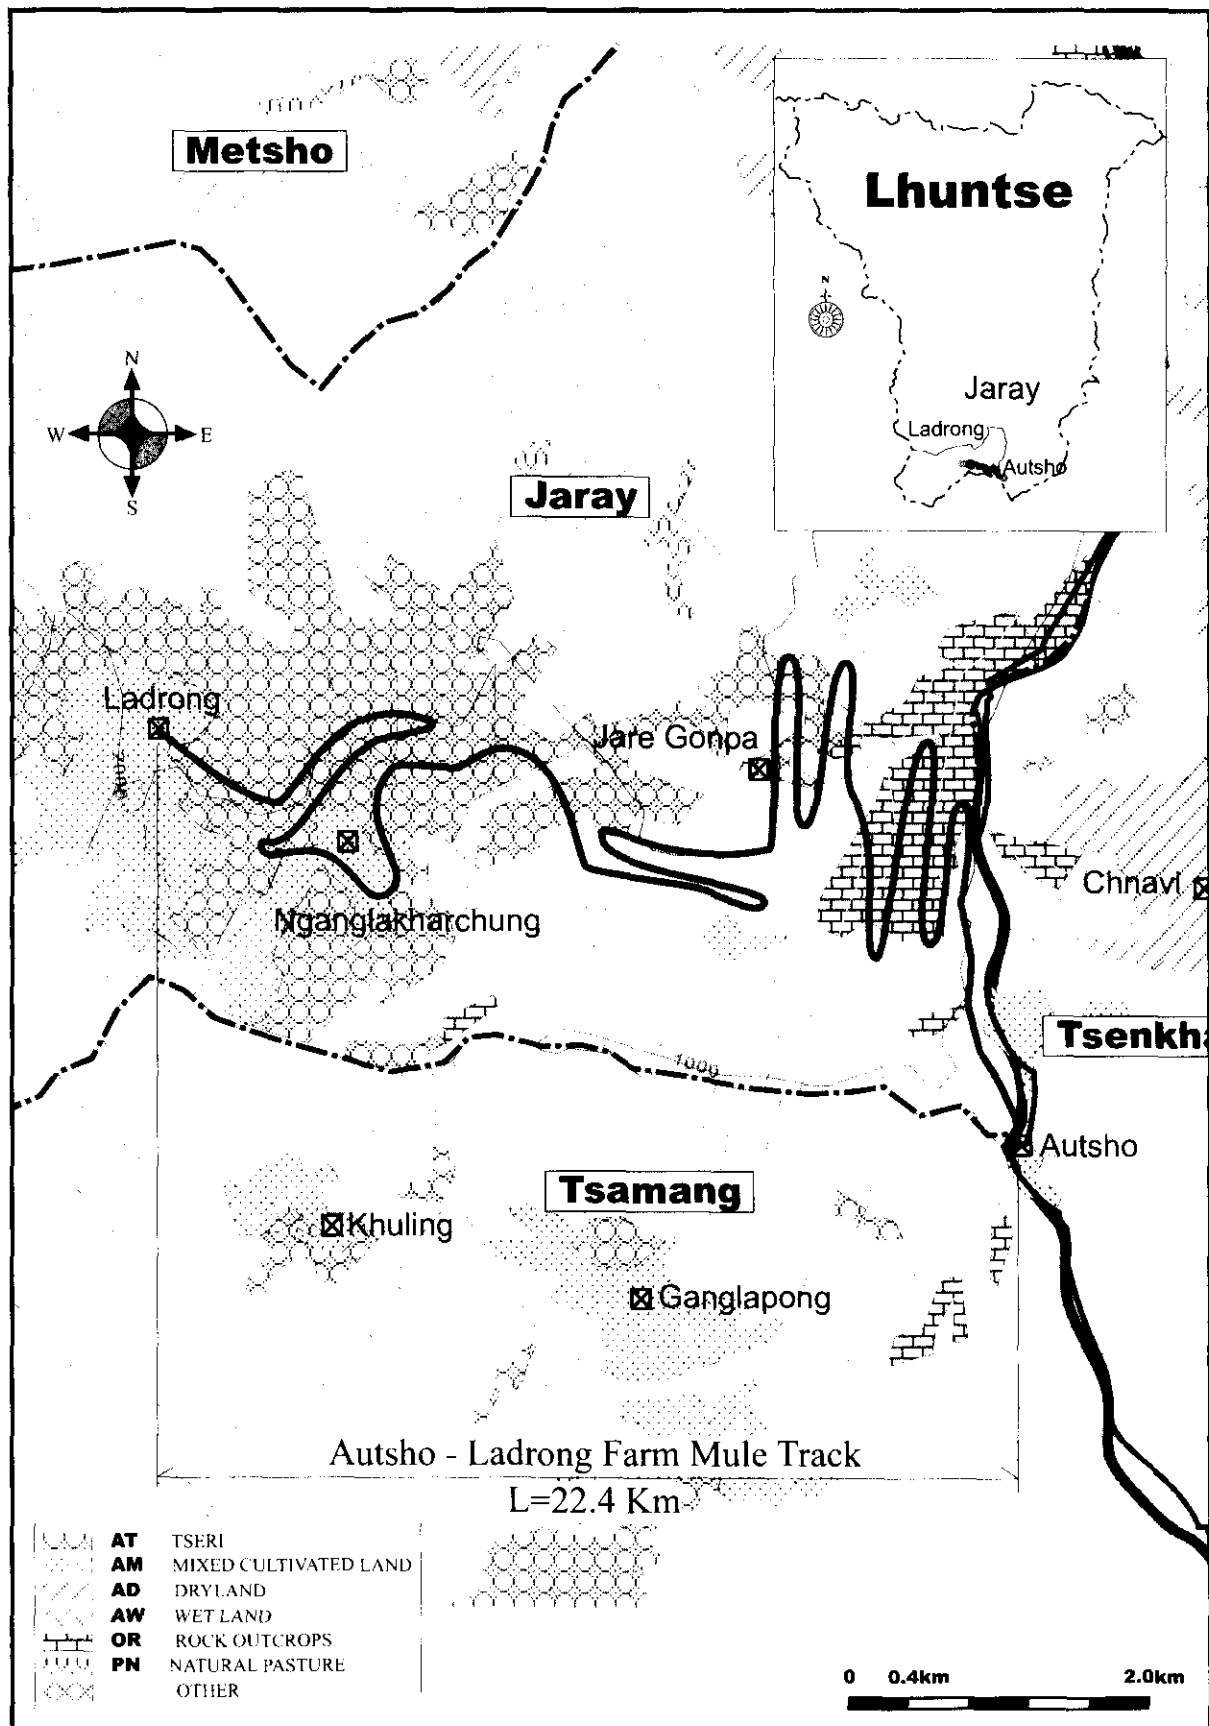 Metsho
Lhuntse
N
Jaray
Ladrong
Autsho
N
W
E
S
Jaray
Ladrong
Jare Gonpa
Nganglakharchung
Tsenkha
1000
Autsho
Tsamang
Khuling
Ganglapong
Autsho - Ladrong Farm Mule Track
L=22.4 Km
AT TSERI
AM MIXED CULTIVATED LAND
AD DRYLAND
AW WET LAND
OR ROCK OUTCROPS
PN NATURAL PASTURE
OTHER
0 0.4km 2.0km